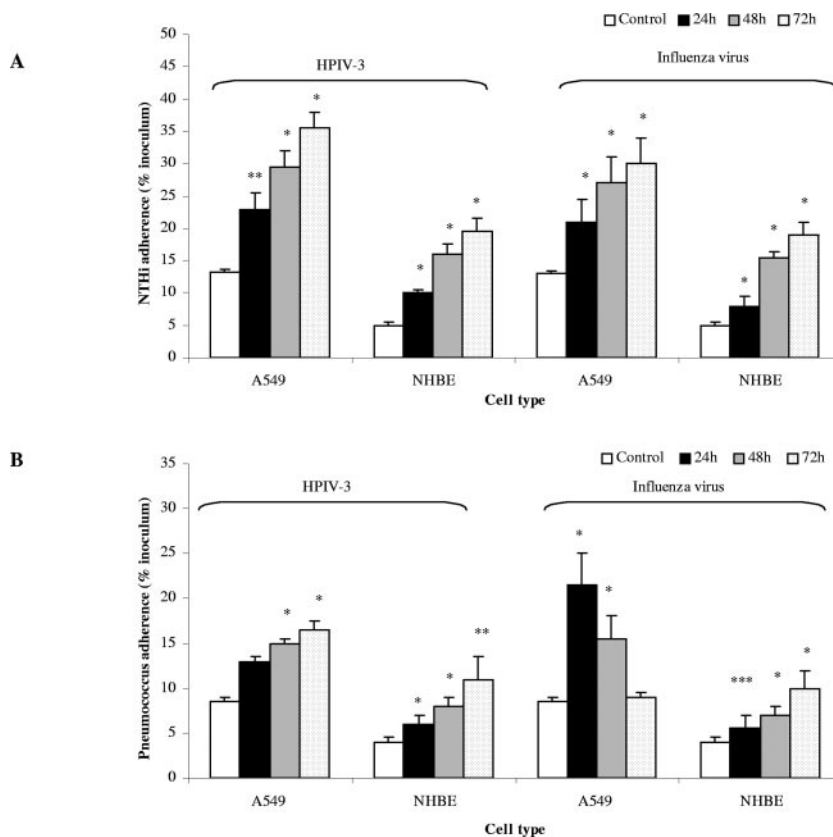 Control 24h 48h 72h
A
50
45
40
35
30
25
20
15
10
5
0
NTHi adherence (% inoculum)
HPIV-3
Influenza virus
** * *
* * *
* * *
* * *
A549 NHBE A549 NHBE
Cell type
B
Control 24h 48h 72h
35
30
25
20
15
10
5
0
Pneumococcus adherence (% inoculum)
HPIV-3
Influenza virus
* *
* * **
* *
*** * *
A549 NHBE A549 NHBE
Cell type